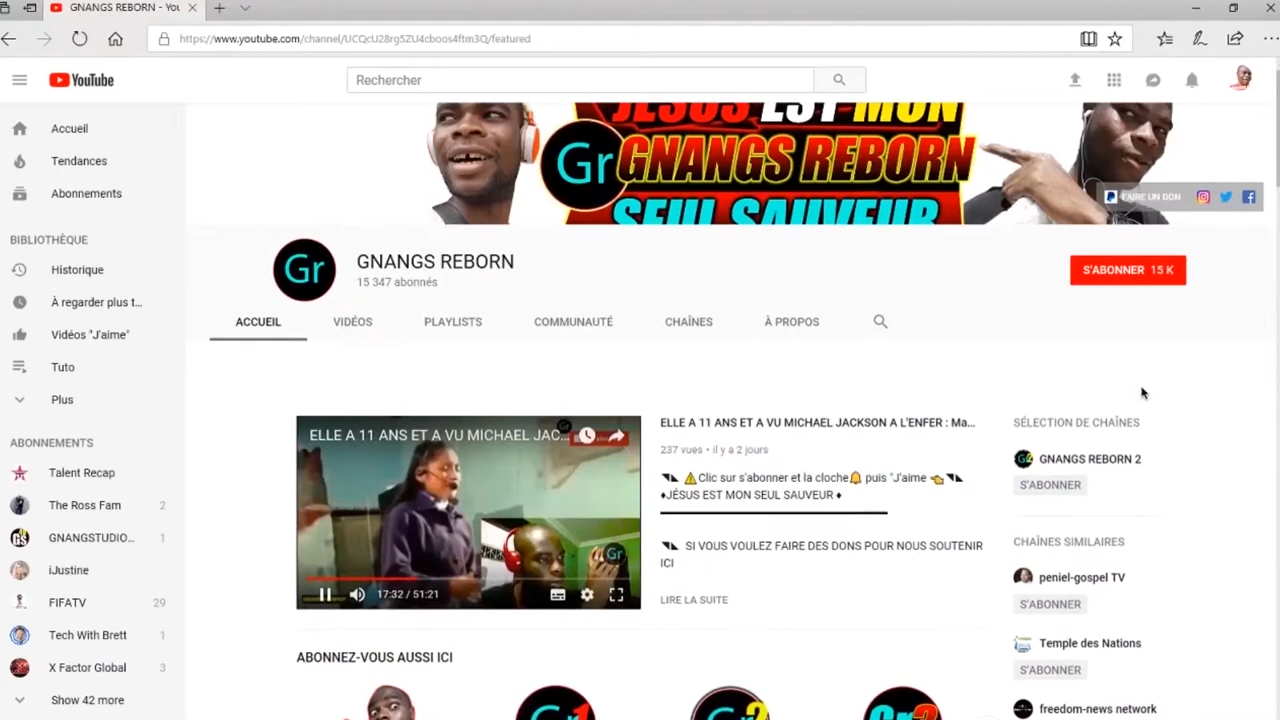 GNANGS REBORN - You
https://www.youtube.com/channel/UCQcU28rg5ZU4cboos4ftm3Q/featured
YouTube
Rechercher
Accueil
Tendances
Abonnements
BIBLIOTHÈQUE
Historique
À regarder plus t...
Vidéos "J'aime"
Tuto
Plus
ABONNEMENTS
Talent Recap
The Ross Fam 2
GNANGSTUDIO... 1
iJustine
FIFATV 29
Tech With Brett 1
X Factor Global 3
Show 42 more
JESUS EST MON
Gr GNANGS REBORN
SEUL SAUVEUR
FAIRE UN DON
Gr
GNANGS REBORN
15 347 abonnés
S'ABONNER 15 K
ACCUEIL VIDÉOS PLAYLISTS COMMUNAUTÉ CHAÎNES À PROPOS
ELLE A 11 ANS ET A VU MICHAEL JAC...
Gr
17:32 / 51:21
ELLE A 11 ANS ET A VU MICHAEL JACKSON A L'ENFER : Ma...
237 vues • il y a 2 jours
◥◣ ⚠Clic sur s'abonner et la cloche🔔 puis "J'aime 👈◥◣
♦JÉSUS EST MON SEUL SAUVEUR ♦
◥◣ SI VOUS VOULEZ FAIRE DES DONS POUR NOUS SOUTENIR
ICI
LIRE LA SUITE
SÉLECTION DE CHAÎNES
GNANGS REBORN 2
S'ABONNER
CHAÎNES SIMILAIRES
peniel-gospel TV
S'ABONNER
Temple des Nations
S'ABONNER
freedom-news network
ABONNEZ-VOUS AUSSI ICI
Gr1 Gr2 Gr3